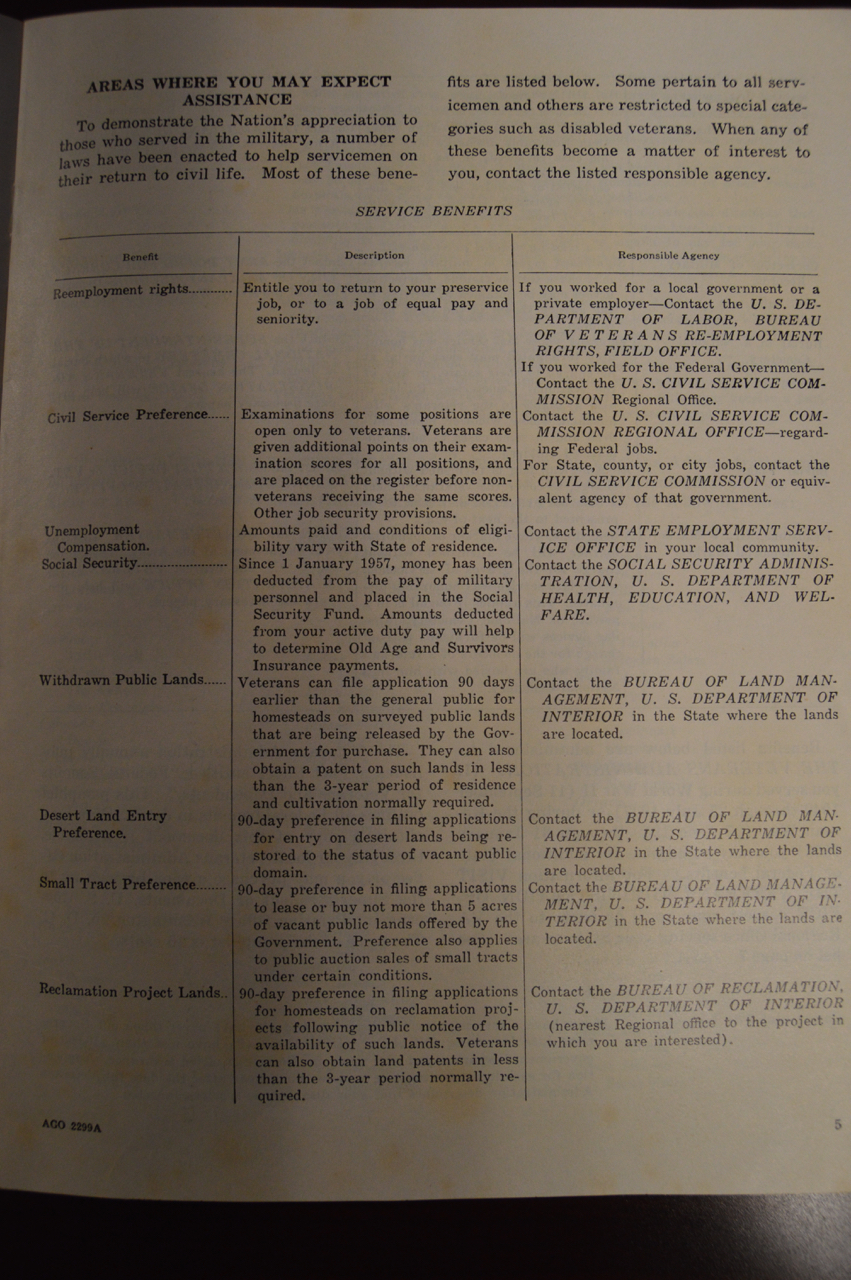 AREAS WHERE YOU MAY EXPECT
ASSISTANCE
To demonstrate the Nation's appreciation to
those who served in the military, a number of
laws have been enacted to help servicemen on
their return to civil life. Most of these bene-
fits are listed below. Some pertain to all serv-
icemen and others are restricted to special cate-
gories such as disabled veterans. When any of
these benefits become a matter of interest to
you, contact the listed responsible agency.
SERVICE BENEFITS
Benefit
Description
Responsible Agency
Reemployment rights............
Entitle you to return to your preservice
job, or to a job of equal pay and
seniority.
If you worked for a local government or a
private employer—Contact the U. S. DE-
PARTMENT OF LABOR, BUREAU
OF VETERANS RE-EMPLOYMENT
RIGHTS, FIELD OFFICE.
If you worked for the Federal Government—
Contact the U. S. CIVIL SERVICE COM-
MISSION Regional Office.
Civil Service Preference......
Examinations for some positions are
open only to veterans. Veterans are
given additional points on their exam-
ination scores for all positions, and
are placed on the register before non-
veterans receiving the same scores.
Other job security provisions.
Contact the U. S. CIVIL SERVICE COM-
MISSION REGIONAL OFFICE—regard-
ing Federal jobs.
For State, county, or city jobs, contact the
CIVIL SERVICE COMMISSION or equiv-
alent agency of that government.
Unemployment
Compensation.
Amounts paid and conditions of eligi-
bility vary with State of residence.
Contact the STATE EMPLOYMENT SERV-
ICE OFFICE in your local community.
Social Security........................
Since 1 January 1957, money has been
deducted from the pay of military
personnel and placed in the Social
Security Fund. Amounts deducted
from your active duty pay will help
to determine Old Age and Survivors
Insurance payments.
Contact the SOCIAL SECURITY ADMINIS-
TRATION, U. S. DEPARTMENT OF
HEALTH, EDUCATION, AND WEL-
FARE.
Withdrawn Public Lands......
Veterans can file application 90 days
earlier than the general public for
homesteads on surveyed public lands
that are being released by the Gov-
ernment for purchase. They can also
obtain a patent on such lands in less
than the 3-year period of residence
and cultivation normally required.
Contact the BUREAU OF LAND MAN-
AGEMENT, U. S. DEPARTMENT OF
INTERIOR in the State where the lands
are located.
Desert Land Entry
Preference.
90-day preference in filing applications
for entry on desert lands being re-
stored to the status of vacant public
domain.
Contact the BUREAU OF LAND MAN-
AGEMENT, U. S. DEPARTMENT OF
INTERIOR in the State where the lands
are located.
Small Tract Preference........
90-day preference in filing applications
to lease or buy not more than 5 acres
of vacant public lands offered by the
Government. Preference also applies
to public auction sales of small tracts
under certain conditions.
Contact the BUREAU OF LAND MANAGE-
MENT, U. S. DEPARTMENT OF IN-
TERIOR in the State where the lands are
located.
Reclamation Project Lands..
90-day preference in filing applications
for homesteads on reclamation proj-
ects following public notice of the
availability of such lands. Veterans
can also obtain land patents in less
than the 3-year period normally re-
quired.
Contact the BUREAU OF RECLAMATION,
U. S. DEPARTMENT OF INTERIOR
(nearest Regional office to the project in
which you are interested).
AGO 2299A
5